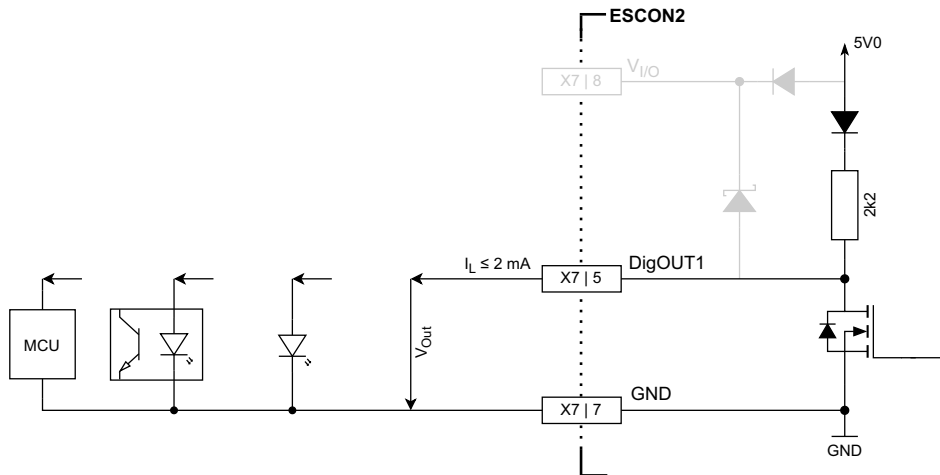 ESCON2
5V0
X7 | 8
V_I/O
2k2
I_L ≤ 2 mA
X7 | 5
DigOUT1
MCU
V_Out
X7 | 7
GND
GND